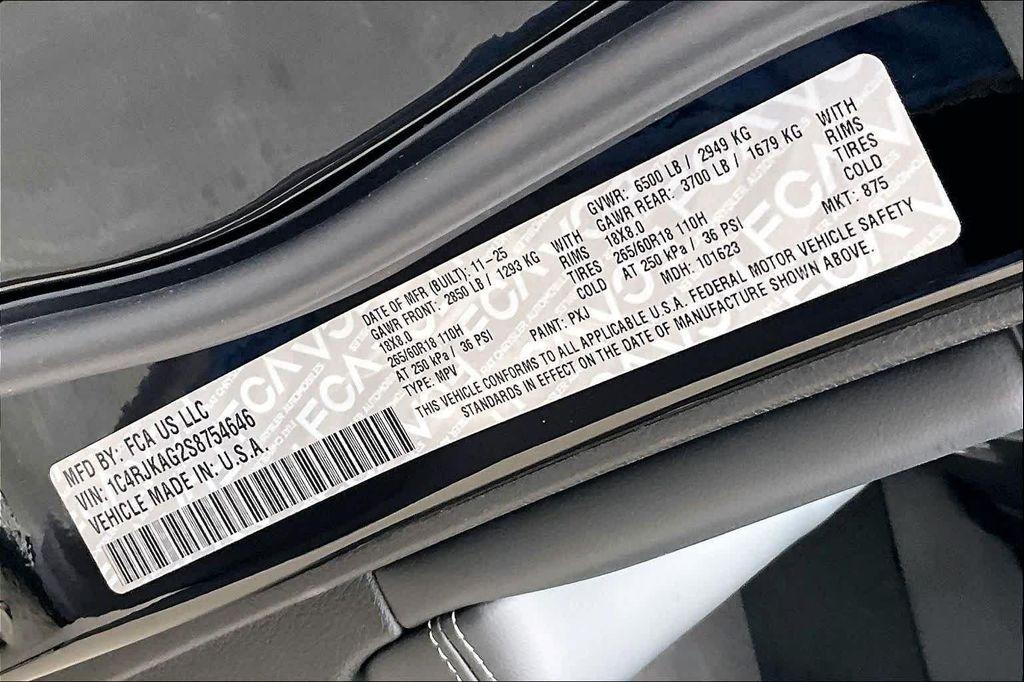 MFD BY: FCA US LLC
VIN: 1C4RJKAG2S8754646
VEHICLE MADE IN: U.S.A.
DATE OF MFR (BUILT): 11-25
GAWR FRONT: 2850 LB / 1293 KG WITH
18X8.0 RIMS
265/60R18 110H TIRES
AT 250 kPa / 36 PSI COLD
TYPE: MPV PAINT: PXJ
GVWR: 6500 LB / 2949 KG
GAWR REAR: 3700 LB / 1679 KG WITH
18X8.0 RIMS
265/60R18 110H TIRES
AT 250 kPa / 36 PSI COLD
MDH: 101623 MKT: 875
THIS VEHICLE CONFORMS TO ALL APPLICABLE U.S.A. FEDERAL MOTOR VEHICLE SAFETY
STANDARDS IN EFFECT ON THE DATE OF MANUFACTURE SHOWN ABOVE.